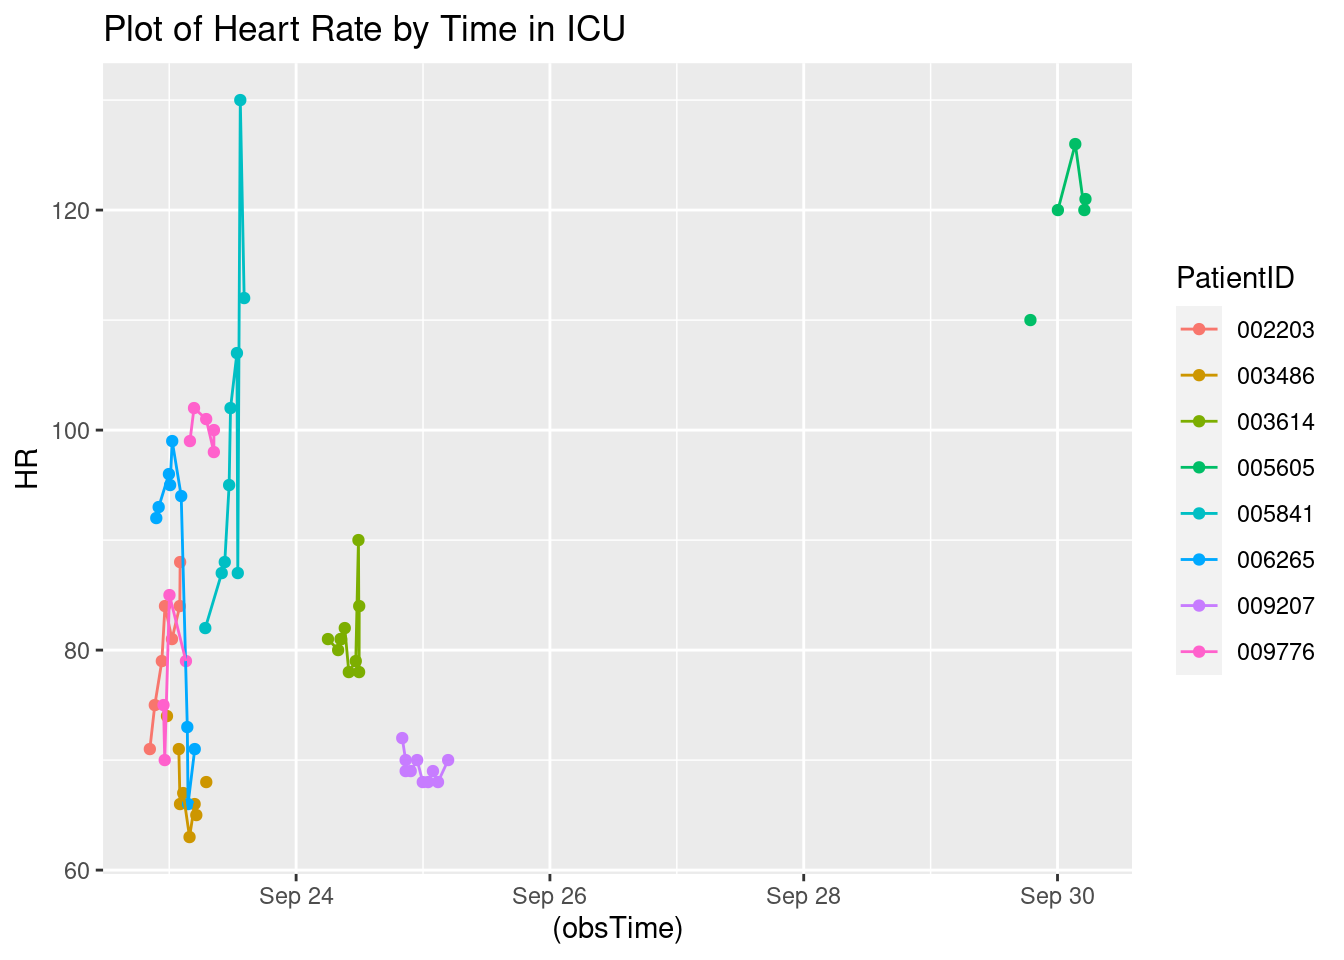 Plot of Heart Rate by Time in ICU
HR
120
100
80
60
Sep 24
Sep 26
Sep 28
Sep 30
(obsTime)
PatientID
002203
003486
003614
005605
005841
006265
009207
009776